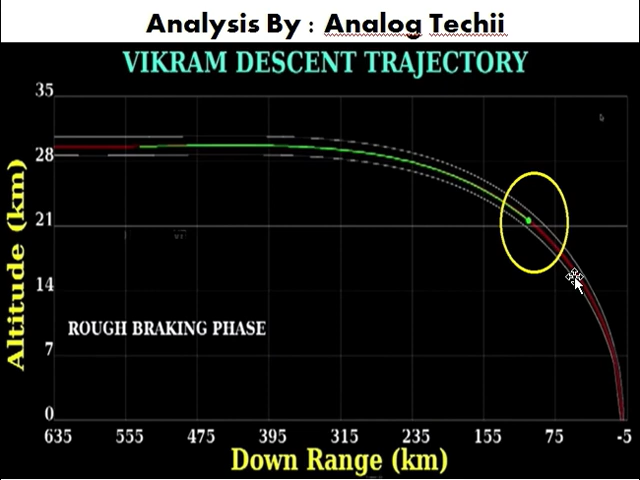 Analysis By : Analog Techii
VIKRAM DESCENT TRAJECTORY
35
28
21
14
7
0
Altitude (km)
ROUGH BRAKING PHASE
635 555 475 395 315 235 155 75 -5
Down Range (km)